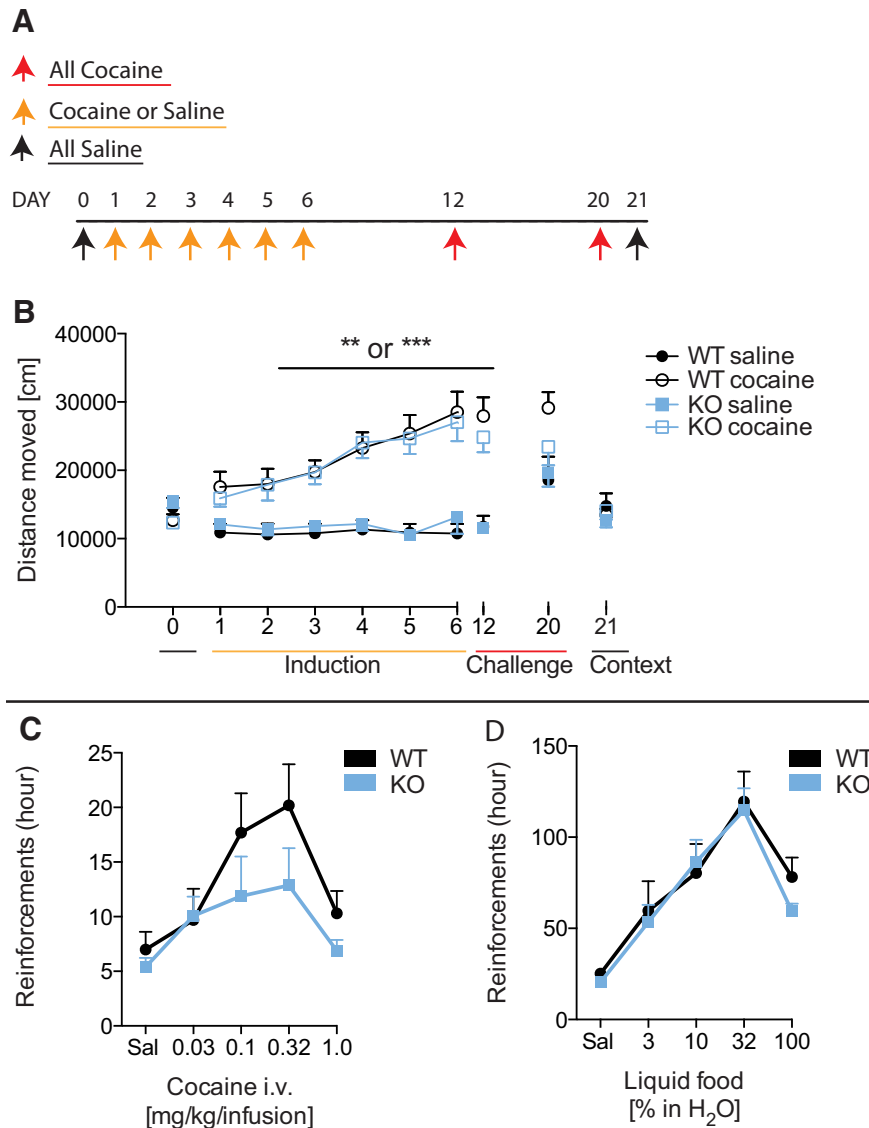 A
All Cocaine
Cocaine or Saline
All Saline
DAY 0 1 2 3 4 5 6 12 20 21
B
40000
30000
20000
10000
0
Distance moved [cm]
** or ***
WT saline
WT cocaine
KO saline
KO cocaine
0 1 2 3 4 5 6 12 20 21
Induction Challenge Context
C
25
20
15
10
5
0
Reinforcements (hour)
WT
KO
Sal 0.03 0.1 0.32 1.0
Cocaine i.v.
[mg/kg/infusion]
D
150
100
50
0
Reinforcements (hour)
WT
KO
Sal 3 10 32 100
Liquid food
[% in H₂O]